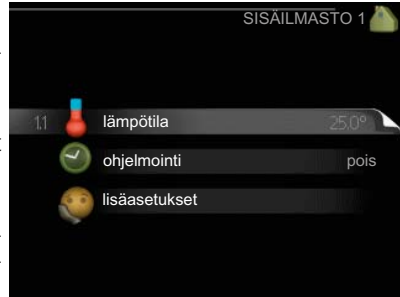 SISÄILMASTO 1
1.1 lämpötila 25.0°
ohjelmointi pois
lisäasetukset